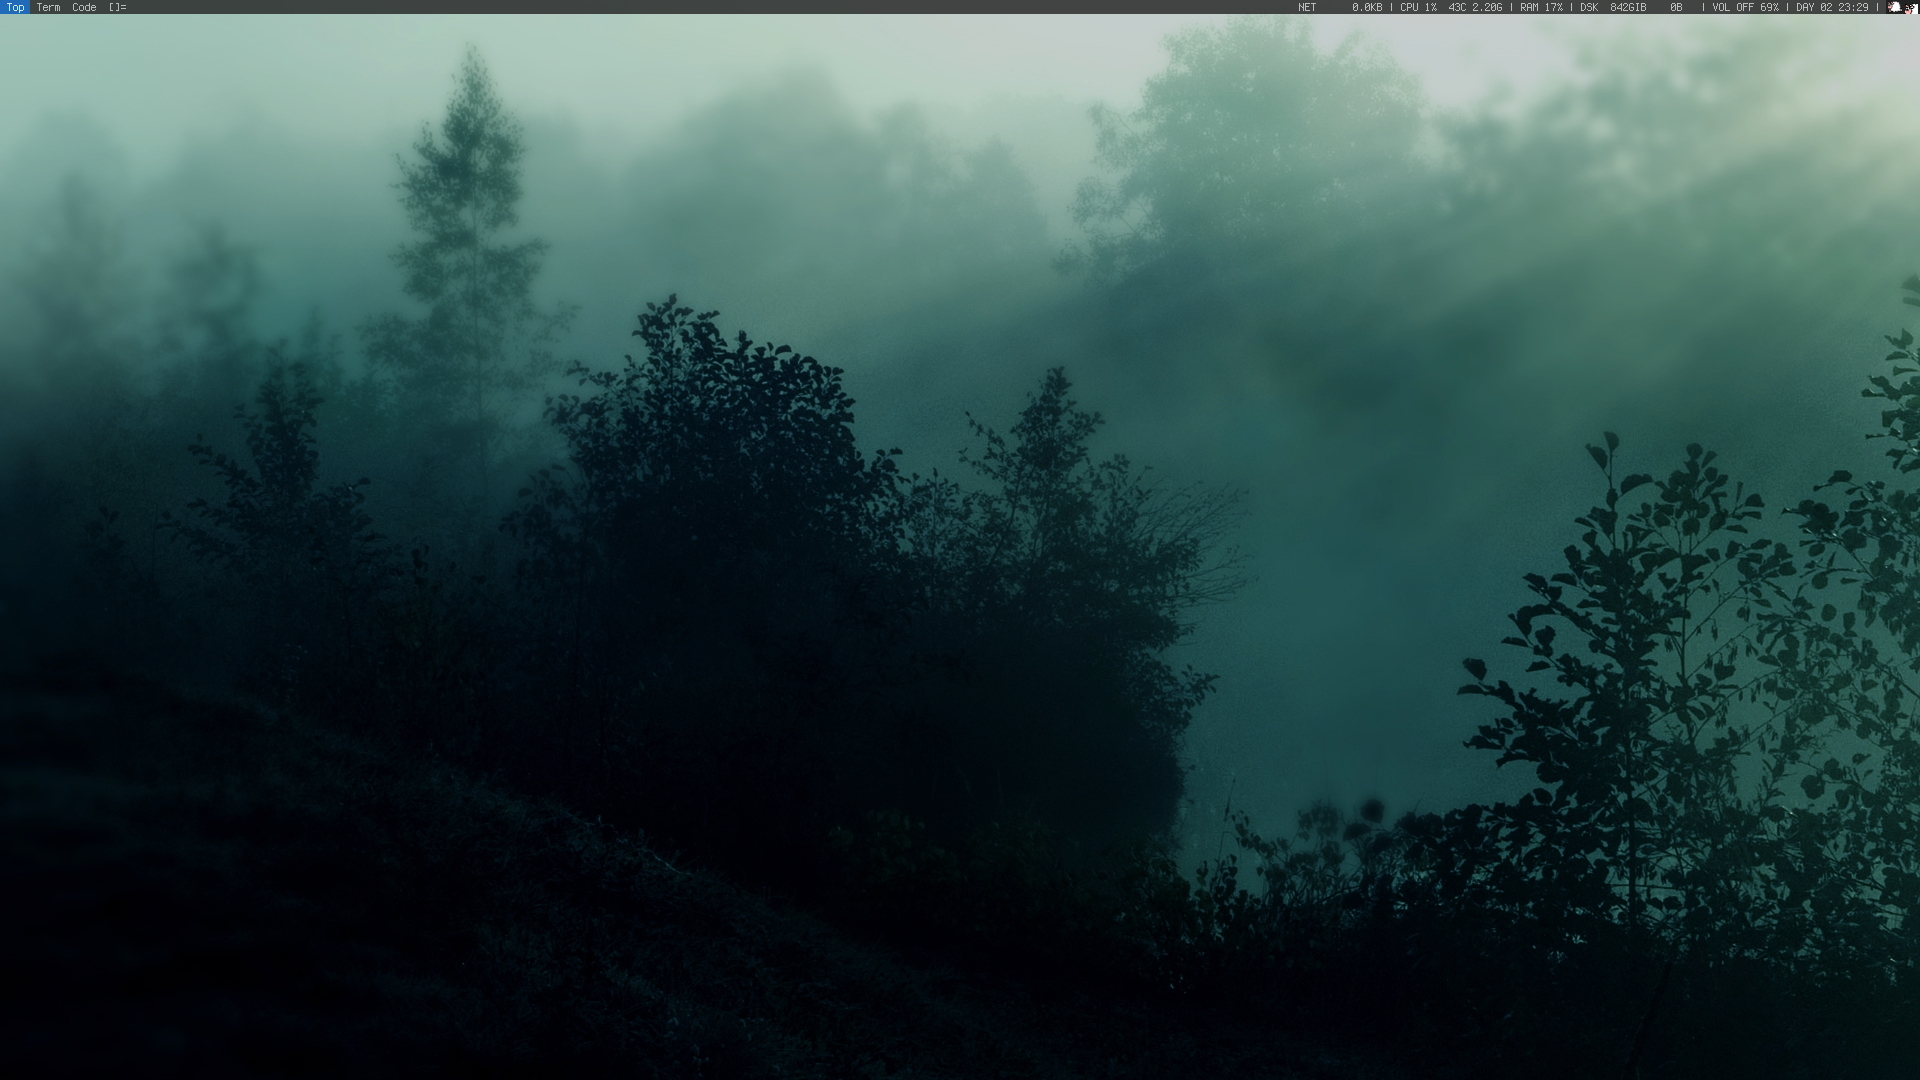 Top Term Code []= NET 0.0KB | CPU 1% 43C 2.20G | RAM 17% | DSK 842GIB 0B | VOL OFF 69% | DAY 02 23:29 |